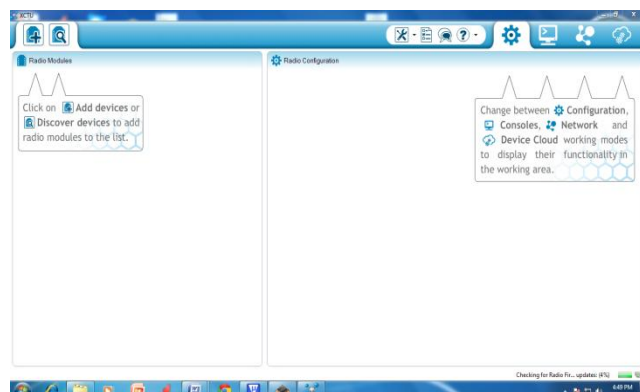 XCTU
Radio Modules
Radio Configuration
Click on Add devices or
Discover devices to add
radio modules to the list.
Change between Configuration,
Consoles, Network and
Device Cloud working modes
to display their functionality in
the working area.
Checking for Radio Fir... updates: (4%)
4:49 PM